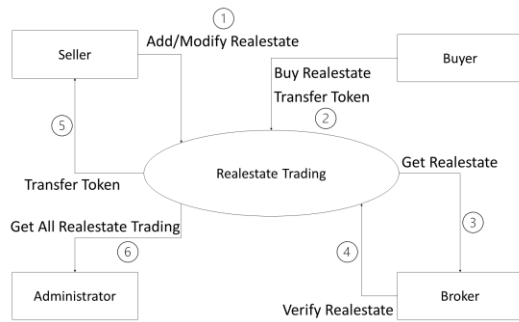 1
Add/Modify Realestate
Seller
Buyer
Buy Realestate
Transfer Token
2
5
Get Realestate
Realestate Trading
Transfer Token
Get All Realestate Trading
3
6
4
Administrator
Broker
Verify Realestate